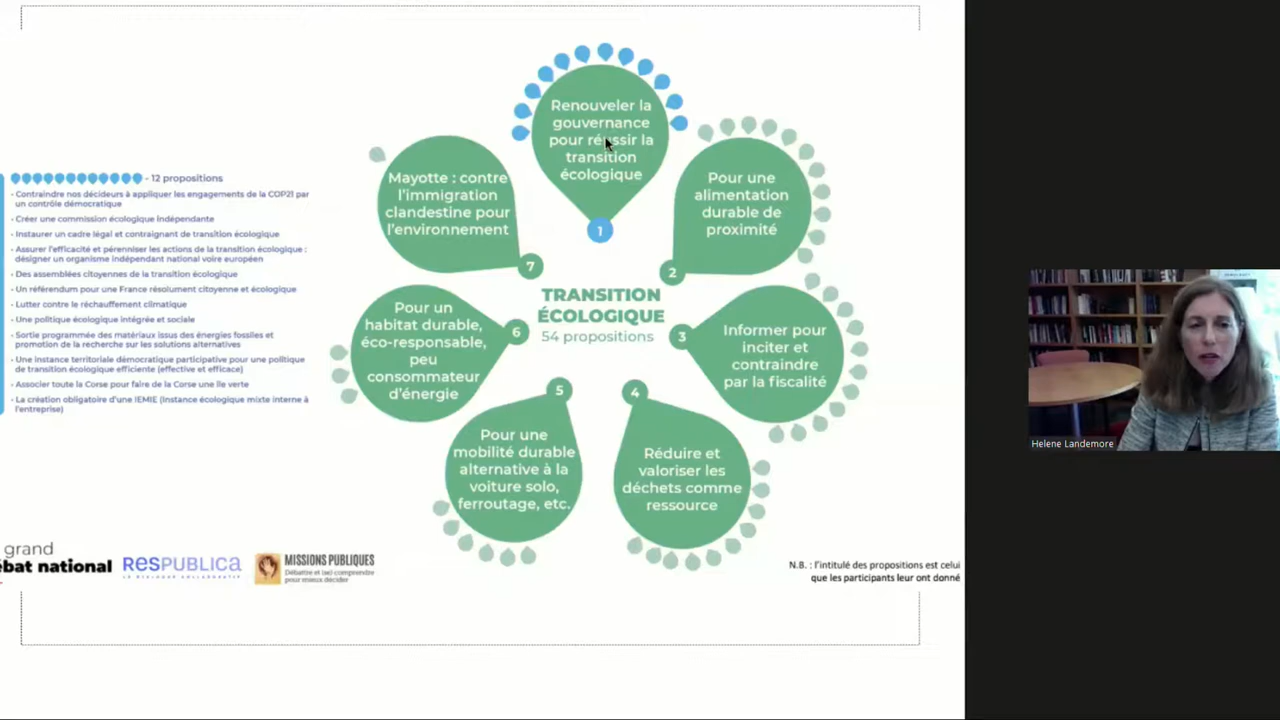 - 12 propositions
- Contraindre nos décideurs à appliquer les engagements de la COP21 par
un contrôle démocratique
- Créer une commission écologique indépendante
- Instaurer un cadre légal et contraignant de transition écologique
- Assurer l'efficacité et pérenniser les actions de la transition écologique :
désigner un organisme indépendant national voire européen
- Des assemblées citoyennes de la transition écologique
- Un référendum pour une France résolument citoyenne et écologique
- Lutter contre le réchauffement climatique
- Une politique écologique intégrée et sociale
- Sortie programmée des matériaux issus des énergies fossiles et
promotion de la recherche sur les solutions alternatives
- Une instance territoriale démocratique participative pour une politique
de transition écologique efficiente (effective et efficace)
- Associer toute la Corse pour faire de la Corse une île verte
- La création obligatoire d'une IEMIE (Instance écologique mixte interne à
l'entreprise)
Renouveler la
gouvernance
pour réussir la
transition
écologique
1
Pour une
alimentation
durable de
proximité
2
Informer pour
inciter et
contraindre
par la fiscalité
3
Réduire et
valoriser les
déchets comme
ressource
4
Pour une
mobilité durable
alternative à la
voiture solo,
ferroutage, etc.
5
Pour un
habitat durable,
éco-responsable,
peu
consommateur
d'énergie
6
Mayotte : contre
l'immigration
clandestine pour
l'environnement
7
TRANSITION
ÉCOLOGIQUE
54 propositions
grand
ébat national
RESPUBLICA
LE DIALOGUE COLLABORATIF
MISSIONS PUBLIQUES
Débattre et (se) comprendre
pour mieux décider
N.B. : l'intitulé des propositions est celui
que les participants leur ont donné
Helene Landemore